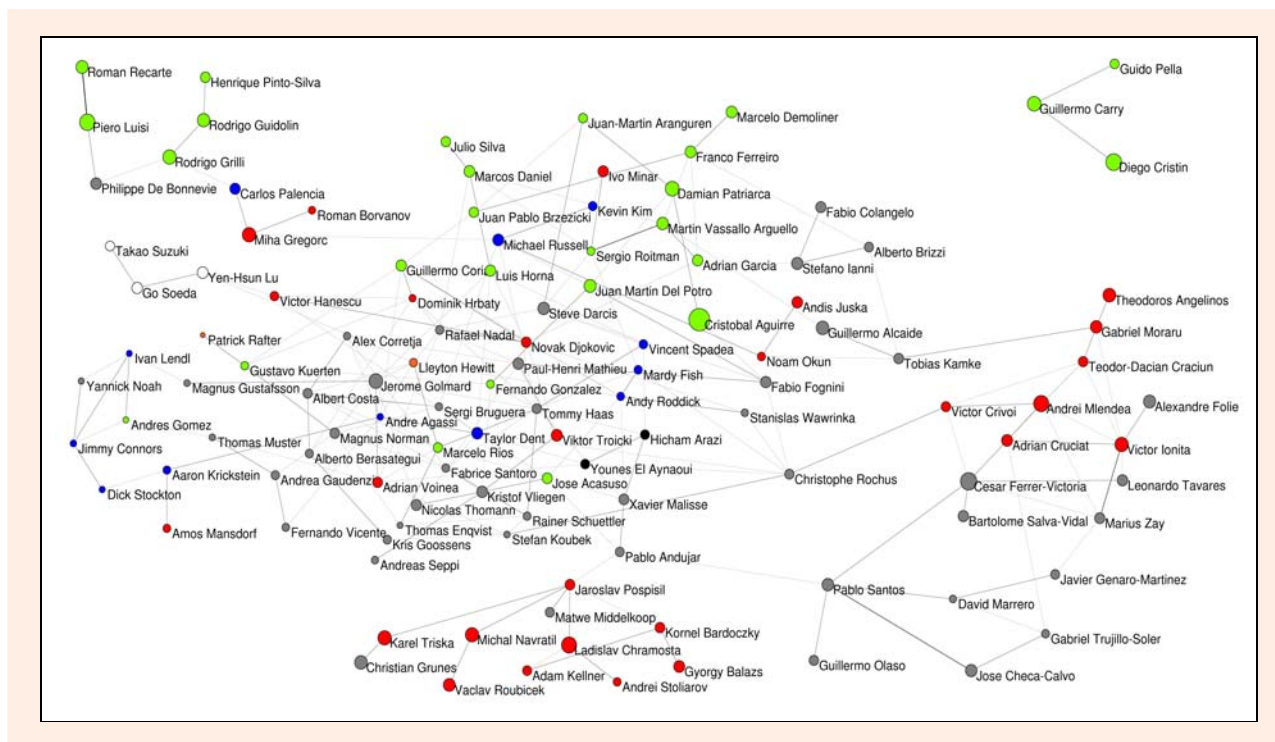 Roman Recarte
Henrique Pinto-Silva
Guido Pella
Guillermo Carry
Piero Luisi
Rodrigo Guidolin
Juan-Martin Aranguren
Marcelo Demoliner
Julio Silva
Franco Ferreiro
Rodrigo Grilli
Diego Cristin
Marcos Daniel
Ivo Minar
Philippe De Bonnevie
Carlos Palencia
Damian Patriarca
Roman Borvanov
Juan Pablo Brzezicki
Kevin Kim
Fabio Colangelo
Martin Vassallo Arguello
Miha Gregorc
Michael Russell
Takao Suzuki
Sergio Roitman
Alberto Brizzi
Adrian Garcia
Stefano Ianni
Yen-Hsun Lu
Guillermo Coria
Luis Horna
Go Soeda
Juan Martin Del Potro
Victor Hanescu
Dominik Hrbaty
Theodoros Angelinos
Andis Juska
Steve Darcis
Cristobal Aguirre
Guillermo Alcaide
Gabriel Moraru
Patrick Rafter
Alex Corretja
Rafael Nadal
Novak Djokovic
Vincent Spadea
Ivan Lendl
Noam Okun
Tobias Kamke
Teodor-Dacian Craciun
Gustavo Kuerten
Lleyton Hewitt
Paul-Henri Mathieu
Mardy Fish
Yannick Noah
Magnus Gustafsson
Jerome Golmard
Fernando Gonzalez
Fabio Fognini
Albert Costa
Andy Roddick
Sergi Bruguera
Tommy Haas
Stanislas Wawrinka
Victor Crivoi
Andrei Mlendea
Alexandre Folie
Andres Gomez
Andre Agassi
Thomas Muster
Magnus Norman
Taylor Dent
Viktor Troicki
Hicham Arazi
Adrian Cruciat
Victor Ionita
Jimmy Connors
Marcelo Rios
Alberto Berasategui
Younes El Aynaoui
Aaron Krickstein
Andrea Gaudenzi
Fabrice Santoro
Adrian Voinea
Jose Acasuso
Christophe Rochus
Cesar Ferrer-Victoria
Leonardo Tavares
Dick Stockton
Kristof Vliegen
Xavier Malisse
Nicolas Thomann
Rainer Schuettler
Bartolome Salva-Vidal
Marius Zay
Amos Mansdorf
Fernando Vicente
Thomas Enqvist
Stefan Koubek
Kris Goossens
Andreas Seppi
Pablo Andujar
Javier Genaro-Martinez
Jaroslav Pospisil
Pablo Santos
David Marrero
Matwe Middelkoop
Kornel Bardoczky
Gabriel Trujillo-Soler
Karel Triska
Michal Navratil
Ladislav Chramosta
Christian Grunes
Guillermo Olaso
Gyorgy Balazs
Adam Kellner
Jose Checa-Calvo
Andrei Stoliarov
Vaclav Roubicek